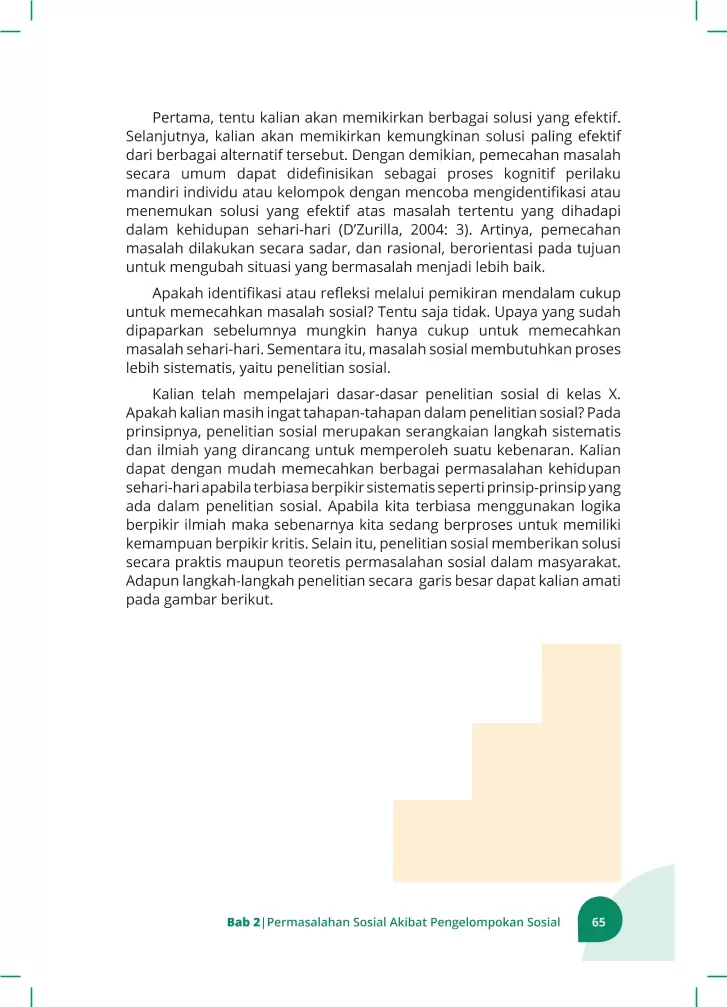 Pertama, tentu kalian akan memikirkan berbagai solusi yang efektif.
Selanjutnya, kalian akan memikirkan kemungkinan solusi paling efektif
dari berbagai alternatif tersebut. Dengan demikian, pemecahan masalah
secara umum dapat didefinisikan sebagai proses kognitif perilaku
mandiri individu atau kelompok dengan mencoba mengidentifikasi atau
menemukan solusi yang efektif atas masalah tertentu yang dihadapi
dalam kehidupan sehari-hari (D’Zurilla, 2004: 3). Artinya, pemecahan
masalah dilakukan secara sadar, dan rasional, berorientasi pada tujuan
untuk mengubah situasi yang bermasalah menjadi lebih baik.
Apakah identifikasi atau refleksi melalui pemikiran mendalam cukup
untuk memecahkan masalah sosial? Tentu saja tidak. Upaya yang sudah
dipaparkan sebelumnya mungkin hanya cukup untuk memecahkan
masalah sehari-hari. Sementara itu, masalah sosial membutuhkan proses
lebih sistematis, yaitu penelitian sosial.
Kalian telah mempelajari dasar-dasar penelitian sosial di kelas X.
Apakah kalian masih ingat tahapan-tahapan dalam penelitian sosial? Pada
prinsipnya, penelitian sosial merupakan serangkaian langkah sistematis
dan ilmiah yang dirancang untuk memperoleh suatu kebenaran. Kalian
dapat dengan mudah memecahkan berbagai permasalahan kehidupan
sehari-hari apabila terbiasa berpikir sistematis seperti prinsip-prinsip yang
ada dalam penelitian sosial. Apabila kita terbiasa menggunakan logika
berpikir ilmiah maka sebenarnya kita sedang berproses untuk memiliki
kemampuan berpikir kritis. Selain itu, penelitian sosial memberikan solusi
secara praktis maupun teoretis permasalahan sosial dalam masyarakat.
Adapun langkah-langkah penelitian secara garis besar dapat kalian amati
pada gambar berikut.
Bab 2|Permasalahan Sosial Akibat Pengelompokan Sosial 65